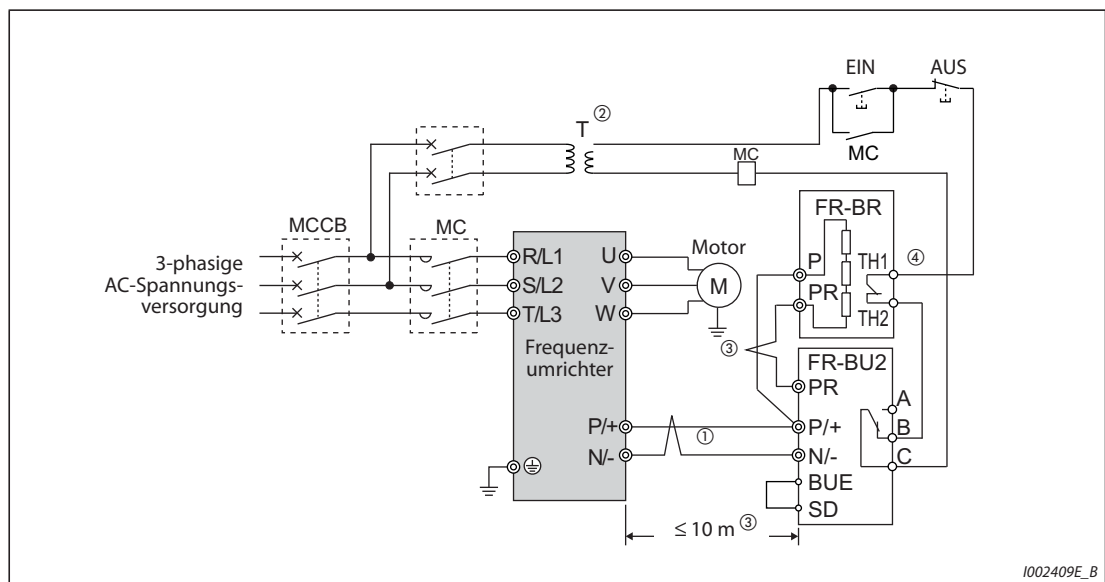 EIN
AUS
T ②
MC
MC
FR-BR
MCCB
MC
3-phasige
AC-Spannungs-
versorgung
R/L1
S/L2
T/L3
U
V
W
Motor
M
P
PR
TH1
TH2
④
Frequenz-
umrichter
③
FR-BU2
PR
A
P/+
①
P/+
B
N/-
N/-
C
BUE
SD
≤ 10 m ③
I002409E_B